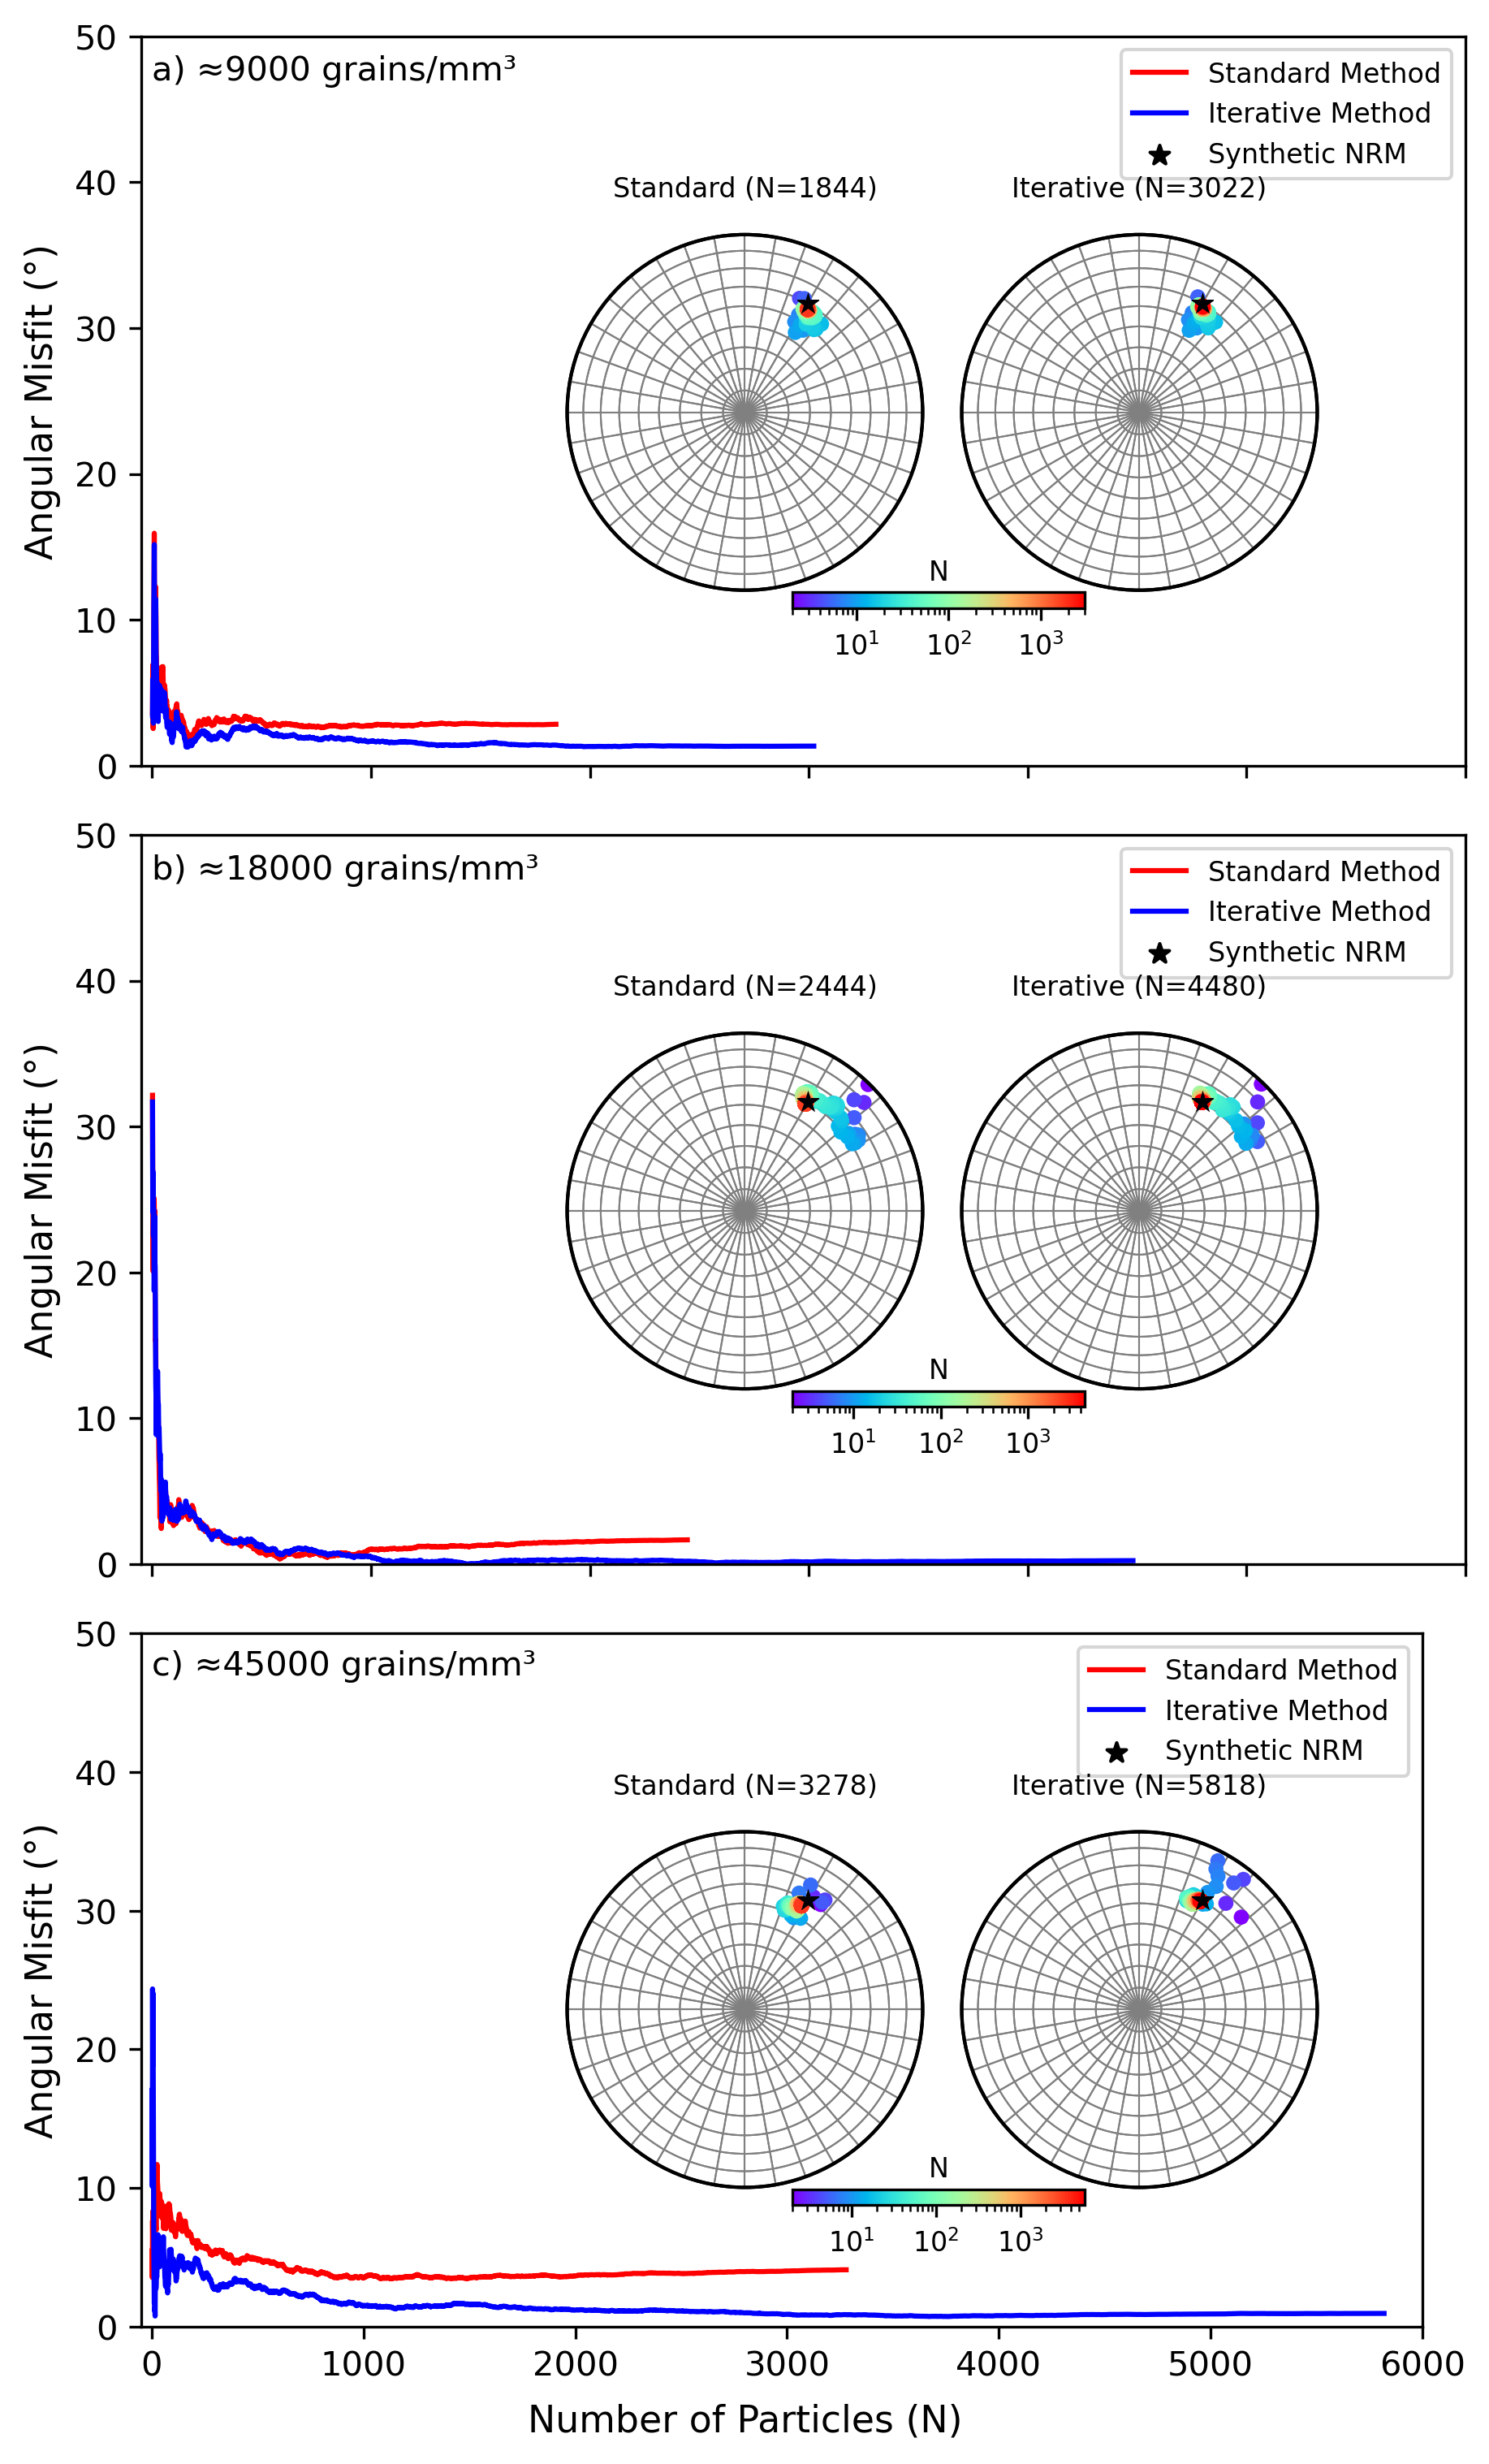 a) ≈9000 grains/mm³
Standard Method
Iterative Method
Synthetic NRM
Standard (N=1844)
Iterative (N=3022)
N
10¹
10²
10³
50
40
30
20
10
0
Angular Misfit (°)
b) ≈18000 grains/mm³
Standard Method
Iterative Method
Synthetic NRM
Standard (N=2444)
Iterative (N=4480)
N
10¹
10²
10³
50
40
30
20
10
0
Angular Misfit (°)
c) ≈45000 grains/mm³
Standard Method
Iterative Method
Synthetic NRM
Standard (N=3278)
Iterative (N=5818)
N
10¹
10²
10³
50
40
30
20
10
0
Angular Misfit (°)
0 1000 2000 3000 4000 5000 6000
Number of Particles (N)